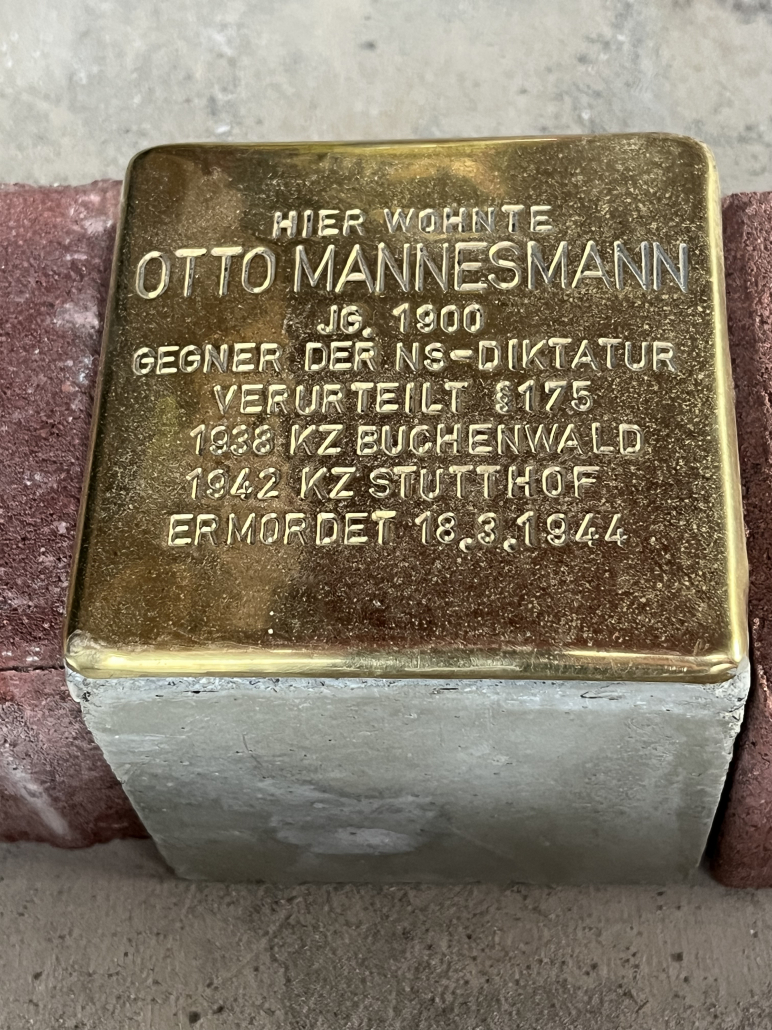 HIER WOHNTE
OTTO MANNESMANN
JG. 1900
GEGNER DER NS-DIKTATUR
VERURTEILT §175
1938 KZ BUCHENWALD
1942 KZ STUTTHOF
ERMORDET 18.3.1944